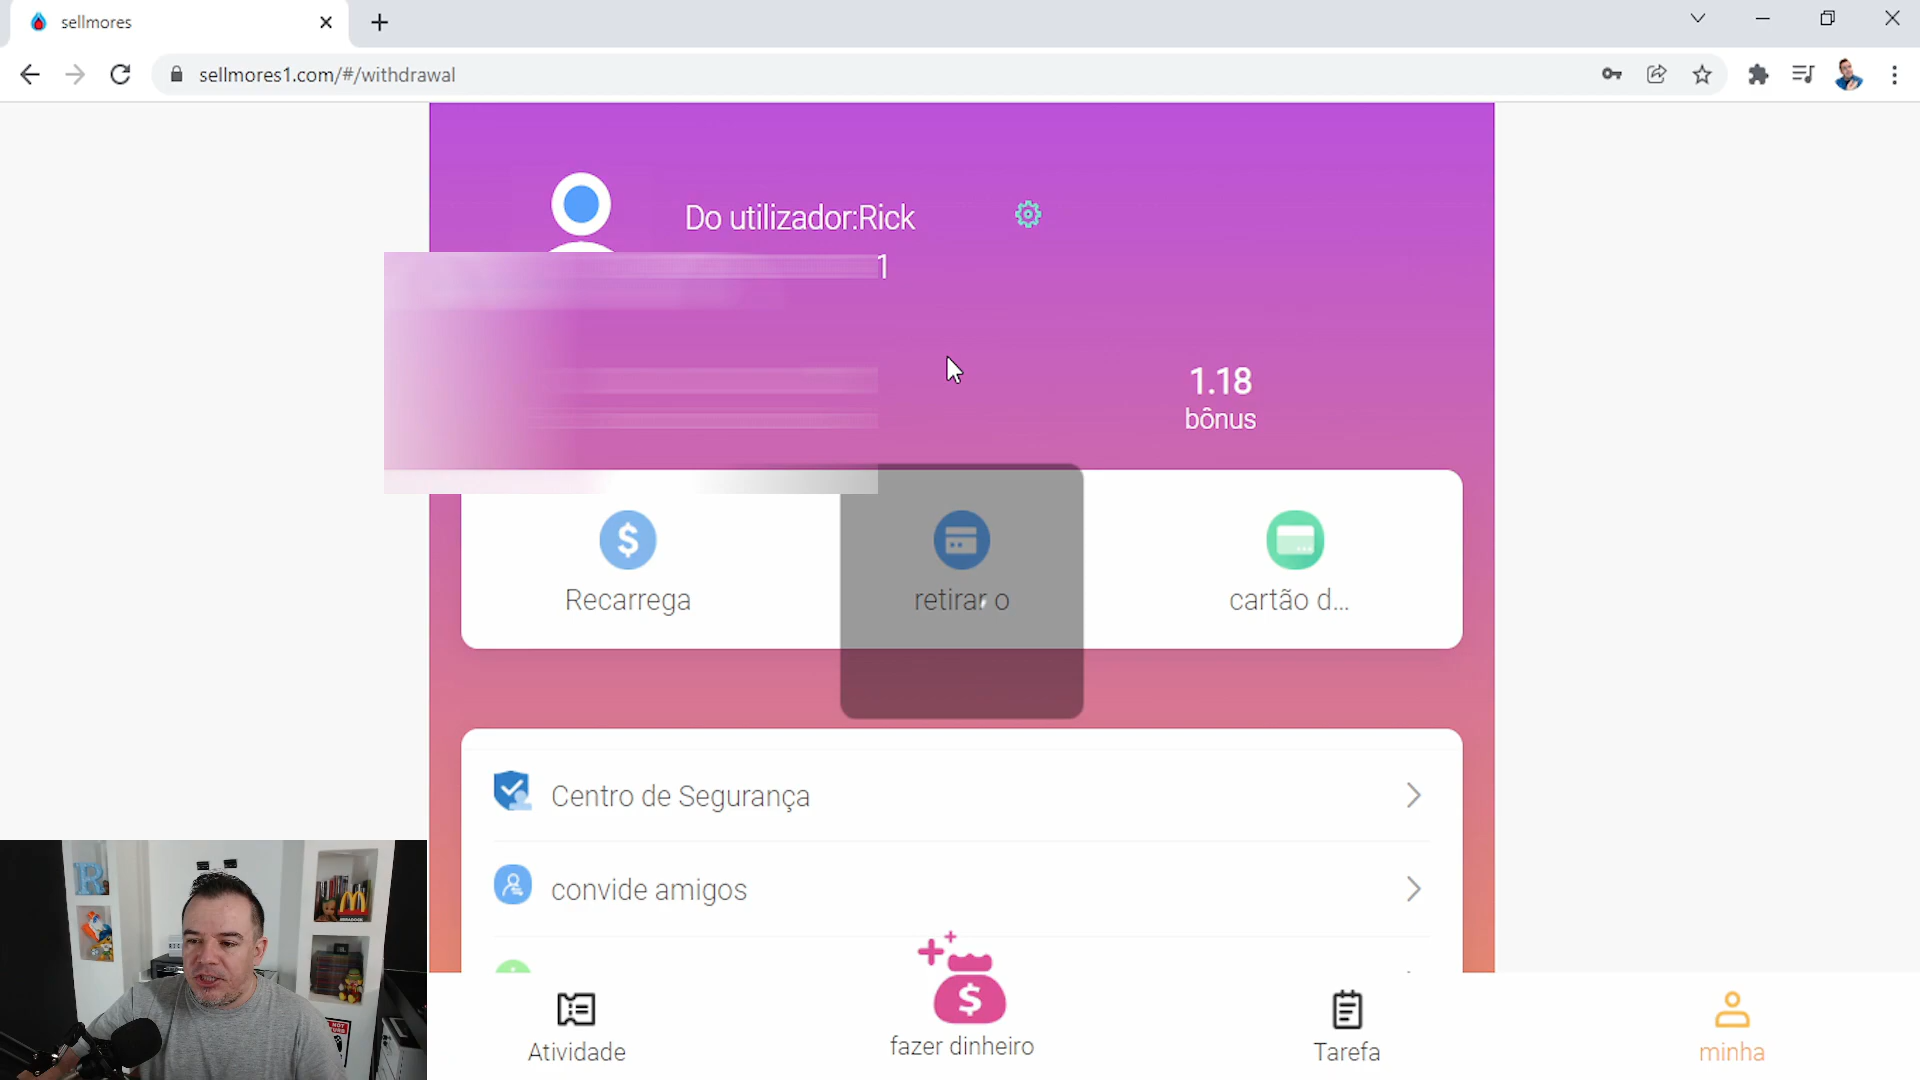 sellmores
sellmores1.com/#/withdrawal
Do utilizador:Rick
1
1.18
bônus
Recarrega
retirar o
cartão d...
Centro de Segurança
convide amigos
Atividade
fazer dinheiro
Tarefa
minha